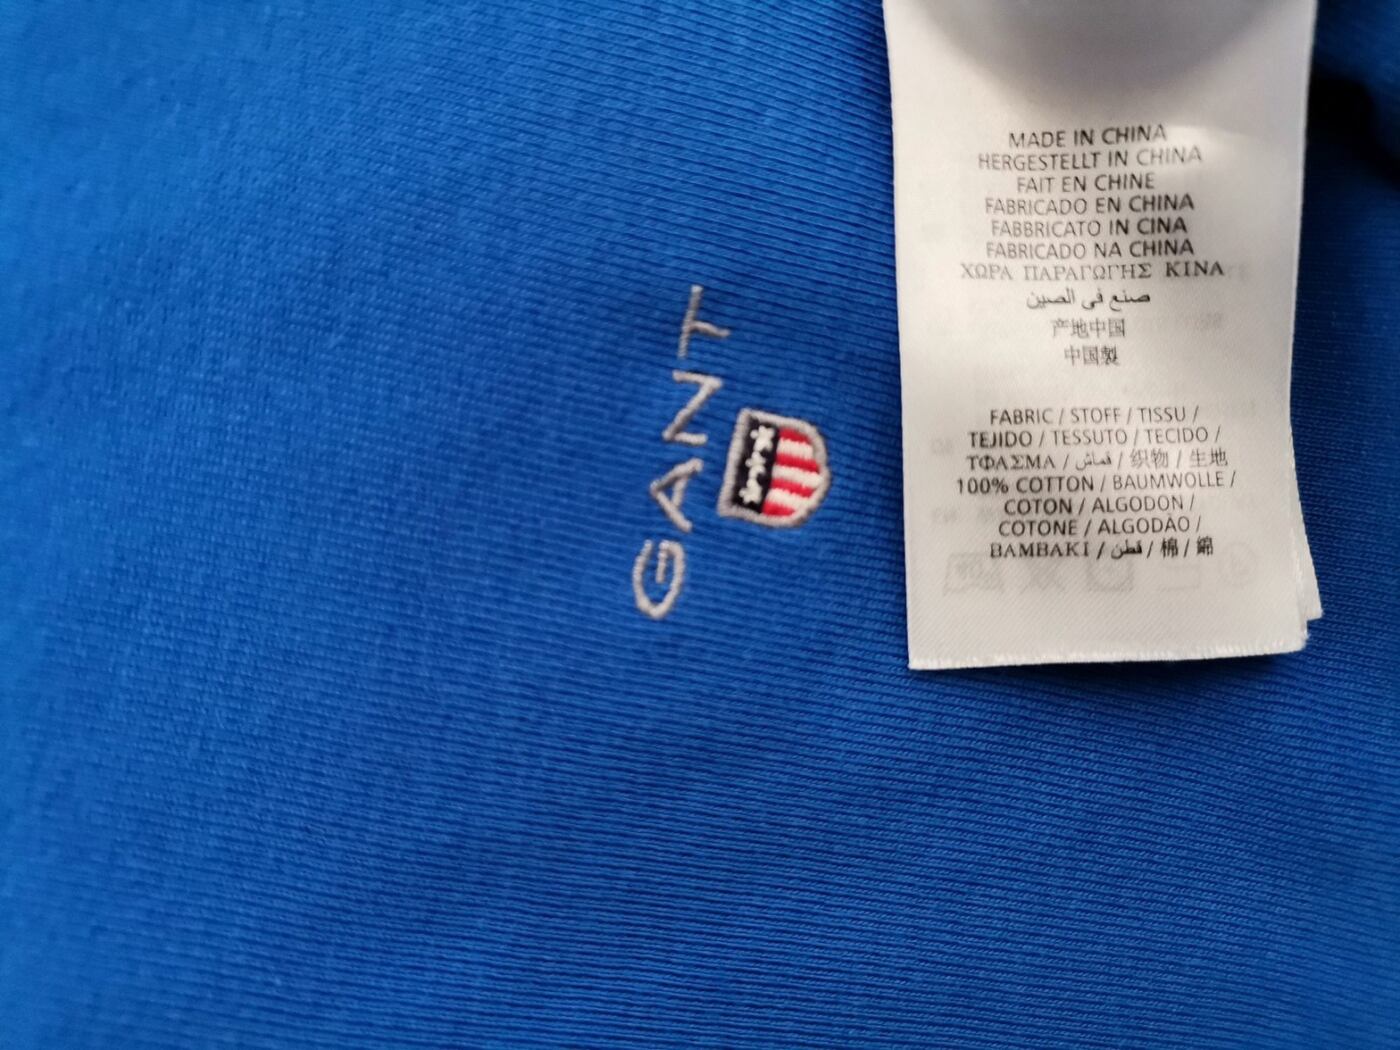 GANT
MADE IN CHINA
HERGESTELLT IN CHINA
FAIT EN CHINE
FABRICADO EN CHINA
FABBRICATO IN CINA
FABRICADO NA CHINA
ΧΩΡΑ ΠΑΡΑΓΩΓΗΣ ΚΙΝΑ
صنع في الصين
产地中国
中国製
FABRIC / STOFF / TISSU /
TEJIDO / TESSUTO / TECIDO /
ΤΦΑΣΜΑ / قماش / 织物 / 生地
100% COTTON / BAUMWOLLE /
COTON / ALGODON /
COTONE / ALGODÃO /
BAMBAKI / قطن / 棉 / 綿